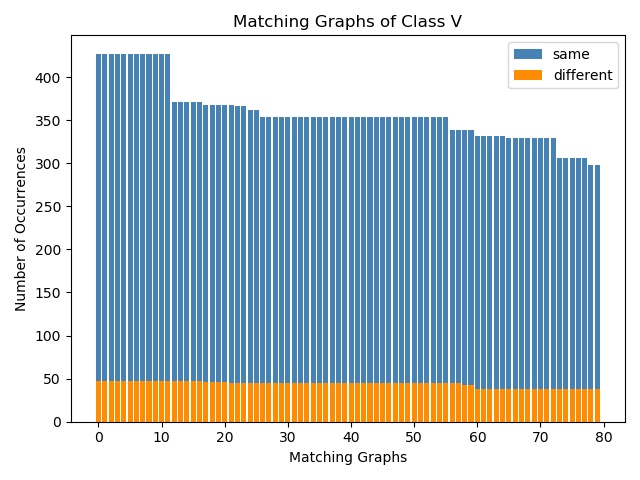 Matching Graphs of Class V
same
different
Number of Occurrences
400
350
300
250
200
150
100
50
0
0 10 20 30 40 50 60 70 80
Matching Graphs